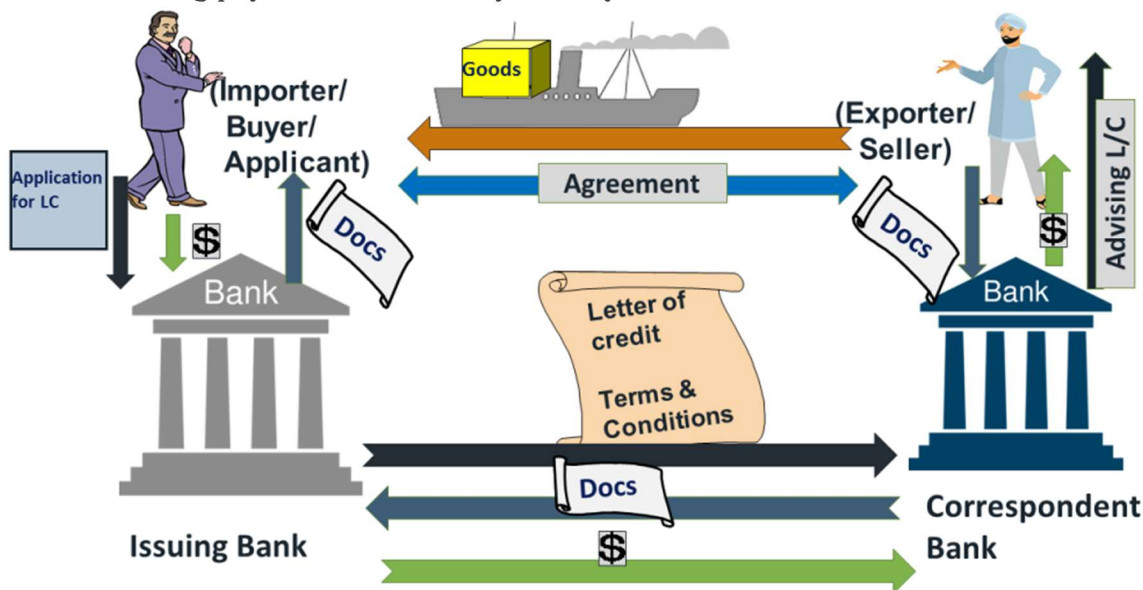 Goods
(Importer/
Buyer/
Applicant)
(Exporter/
Seller)
Application
for LC
Agreement
Advising L/C
$
Docs
Docs
$
Bank
Bank
Letter of
credit
Terms &
Conditions
Docs
Issuing Bank
$
Correspondent
Bank